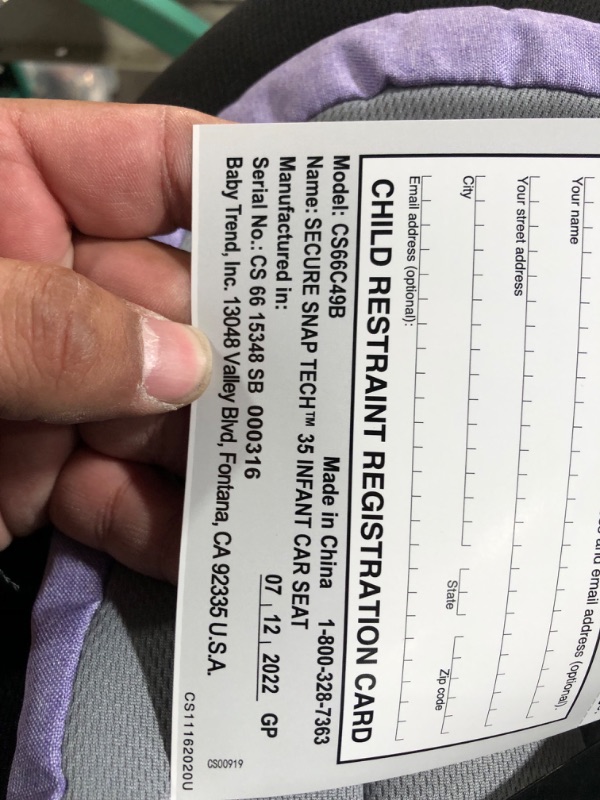 and email address (optional).
Your name
Your street address
City State Zip code
Email address (optional):
CHILD RESTRAINT REGISTRATION CARD
Model: CS66C49B Made in China 1-800-328-7363
Name: SECURE SNAP TECH™ 35 INFANT CAR SEAT
Manufactured in: 07 | 12 | 2022 GP
Serial No.: CS 66 15348 SB 000316
Baby Trend, Inc. 13048 Valley Blvd, Fontana, CA 92335 U.S.A.
CS00919
CS11162020U